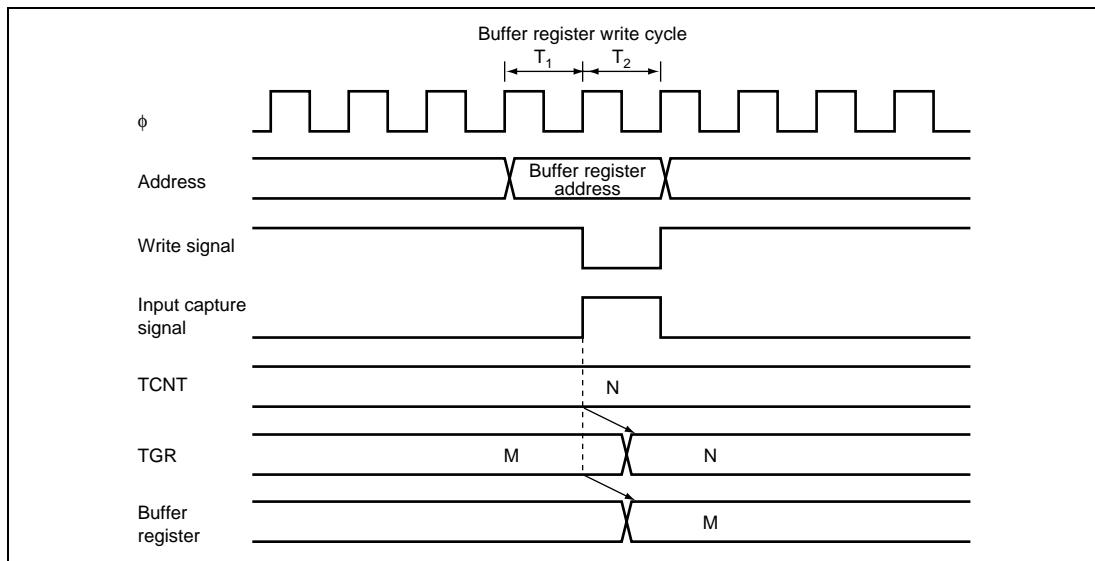 Buffer register write cycle
T₁ T₂
ϕ
Address
Buffer register
address
Write signal
Input capture
signal
TCNT
N
TGR
M N
Buffer
register
M